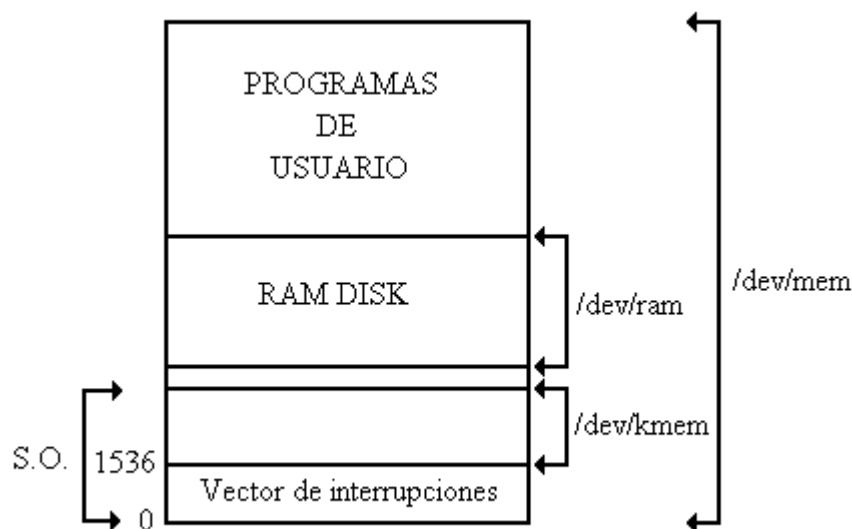 PROGRAMAS
DE
USUARIO
RAM DISK
/dev/ram
/dev/mem
/dev/kmem
S.O.
1536
Vector de interrupciones
0